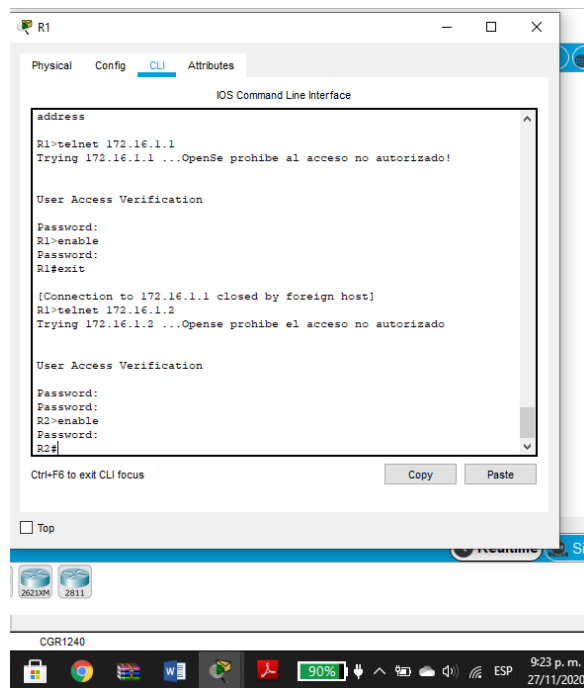 R1
Physical Config CLI Attributes
IOS Command Line Interface
address
R1>telnet 172.16.1.1
Trying 172.16.1.1 ...OpenSe prohibe al acceso no autorizado!
User Access Verification
Password:
R1>enable
Password:
R1#exit
[Connection to 172.16.1.1 closed by foreign host]
R1>telnet 172.16.1.2
Trying 172.16.1.2 ...Opense prohibe el acceso no autorizado
User Access Verification
Password:
Password:
R2>enable
Password:
R2#
Ctrl+F6 to exit CLI focus
Copy Paste
Top
Realtime
2621XM 2811
CGR1240
90% ESP
9:23 p. m.
27/11/2020